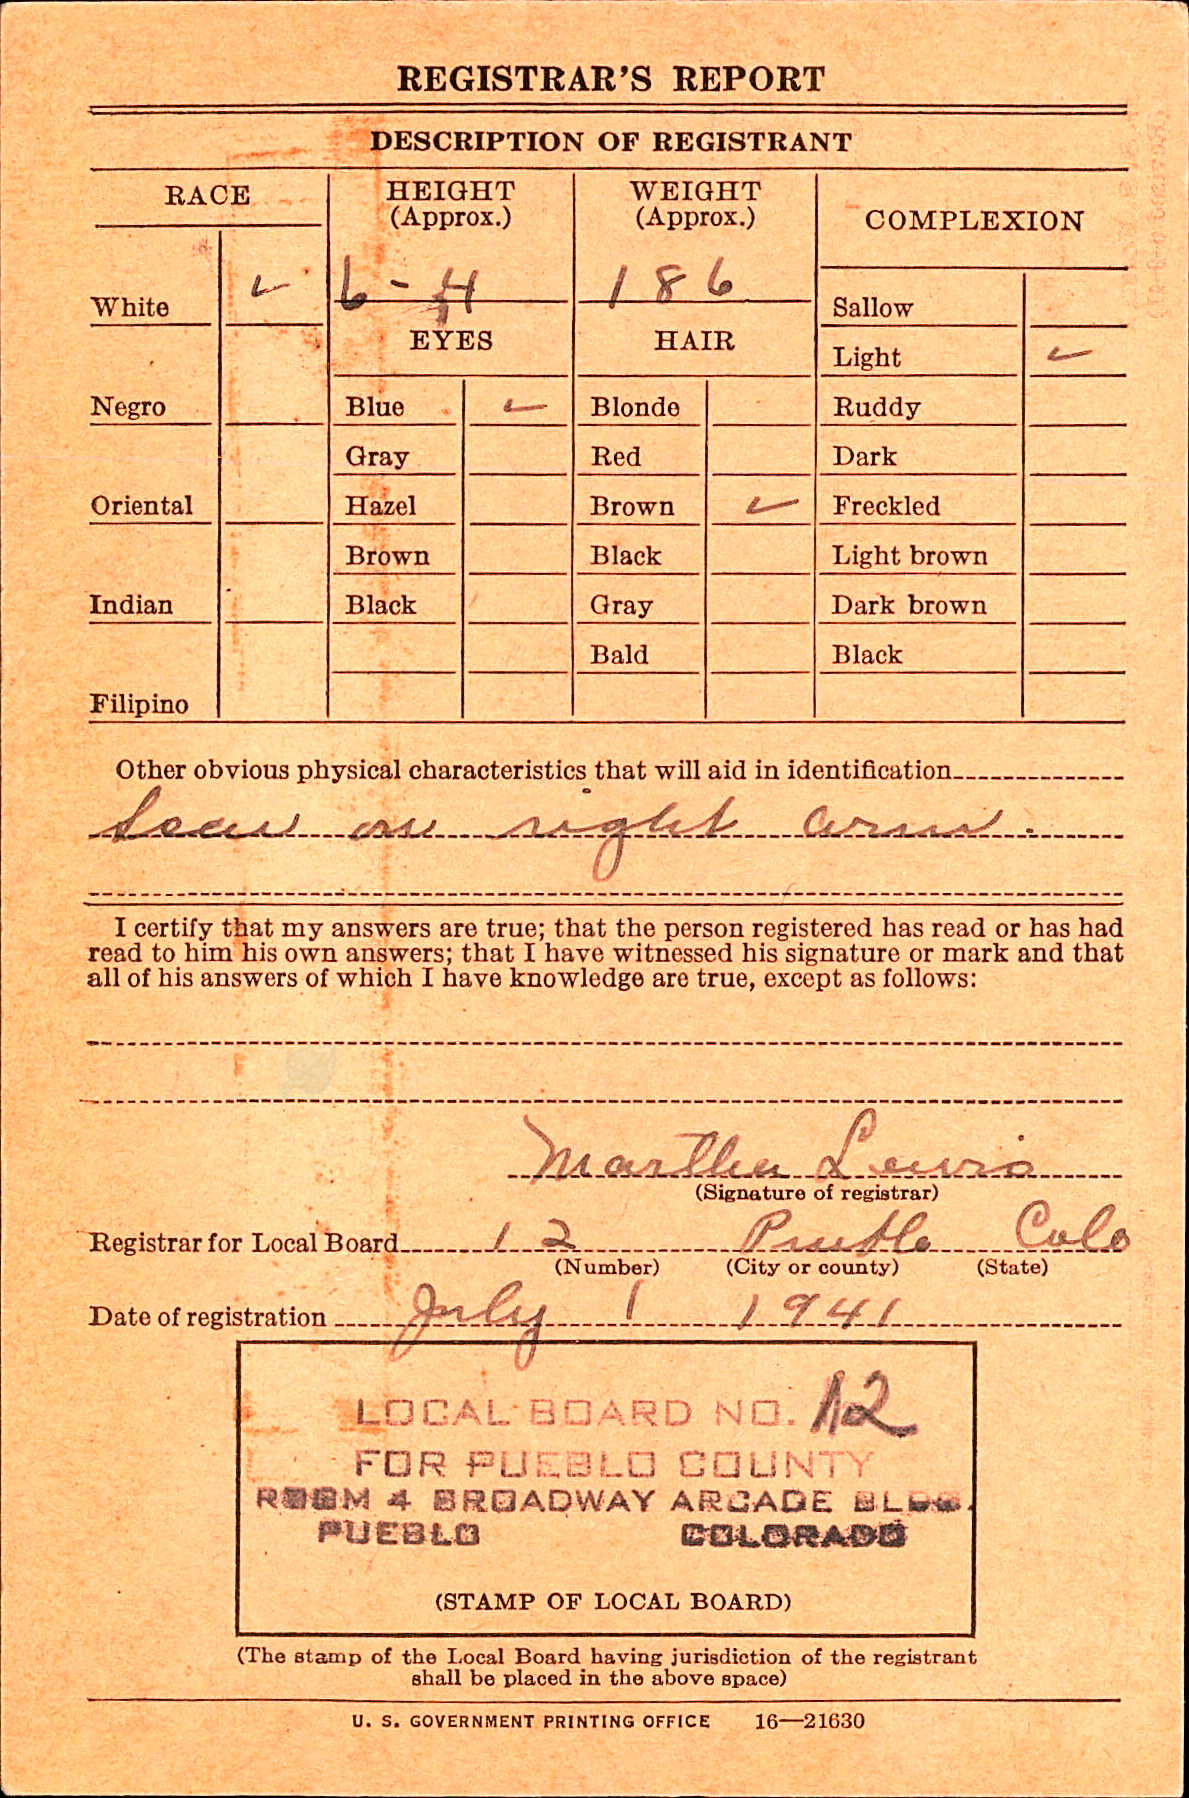 REGISTRAR'S REPORT
DESCRIPTION OF REGISTRANT
RACE
HEIGHT
(Approx.)
WEIGHT
(Approx.)
COMPLEXION
White ✓
6-4
186
Sallow
EYES
HAIR
Light ✓
Negro
Blue ✓
Blonde
Ruddy
Gray
Red
Dark
Oriental
Hazel
Brown ✓
Freckled
Brown
Black
Light brown
Indian
Black
Gray
Dark brown
Bald
Black
Filipino
Other obvious physical characteristics that will aid in identification
Scar on right arm.
I certify that my answers are true; that the person registered has read or has had
read to him his own answers; that I have witnessed his signature or mark and that
all of his answers of which I have knowledge are true, except as follows:
Martha Lewis
(Signature of registrar)
Registrar for Local Board 12 Pueblo Colo
(Number) (City or county) (State)
Date of registration July 1 1941
LOCAL BOARD NO. 12
FOR PUEBLO COUNTY
ROOM 4 BROADWAY ARCADE BLDG.
PUEBLO COLORADO
(STAMP OF LOCAL BOARD)
(The stamp of the Local Board having jurisdiction of the registrant
shall be placed in the above space)
U. S. GOVERNMENT PRINTING OFFICE 16—21630